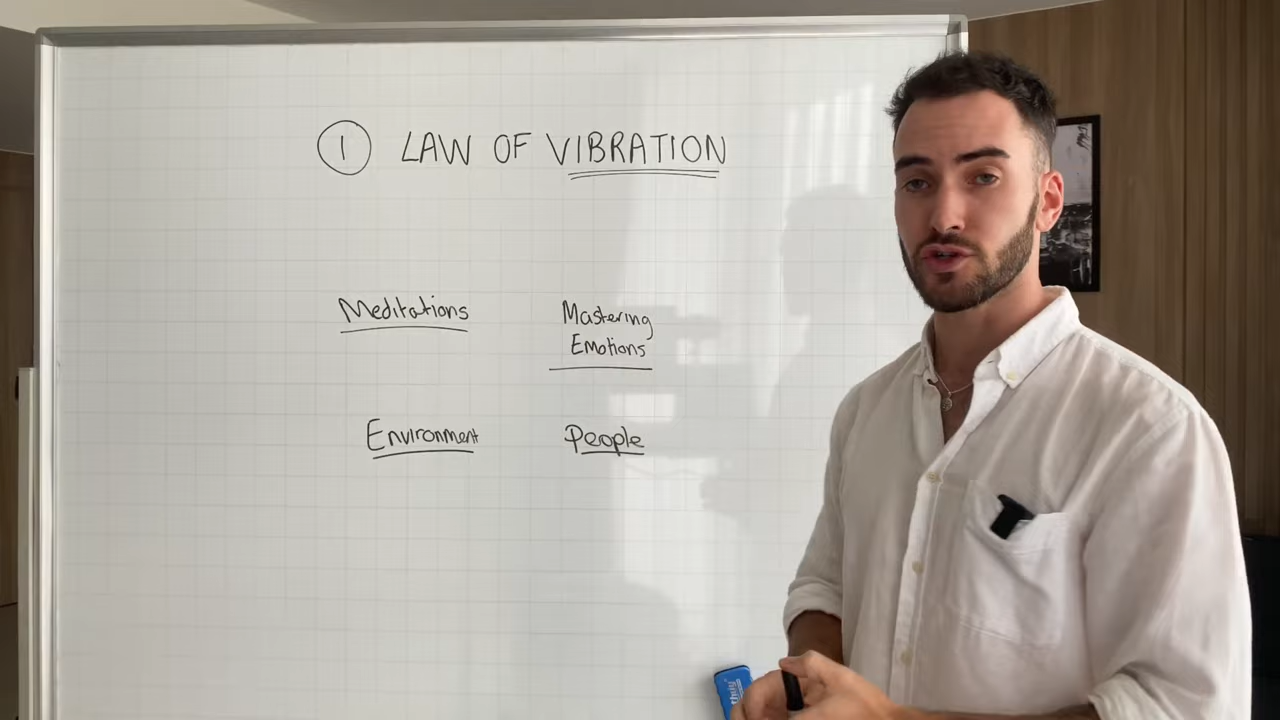 ① LAW OF VIBRATION
Meditations
Mastering
Emotions
Environment
People